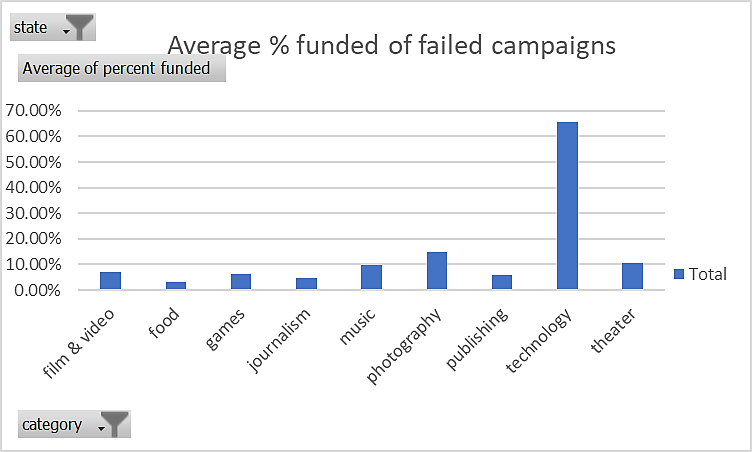 state
Average % funded of failed campaigns
Average of percent funded
70.00%
60.00%
50.00%
40.00%
30.00%
20.00%
10.00%
0.00%
Total
film & video
food
games
journalism
music
photography
publishing
technology
theater
category